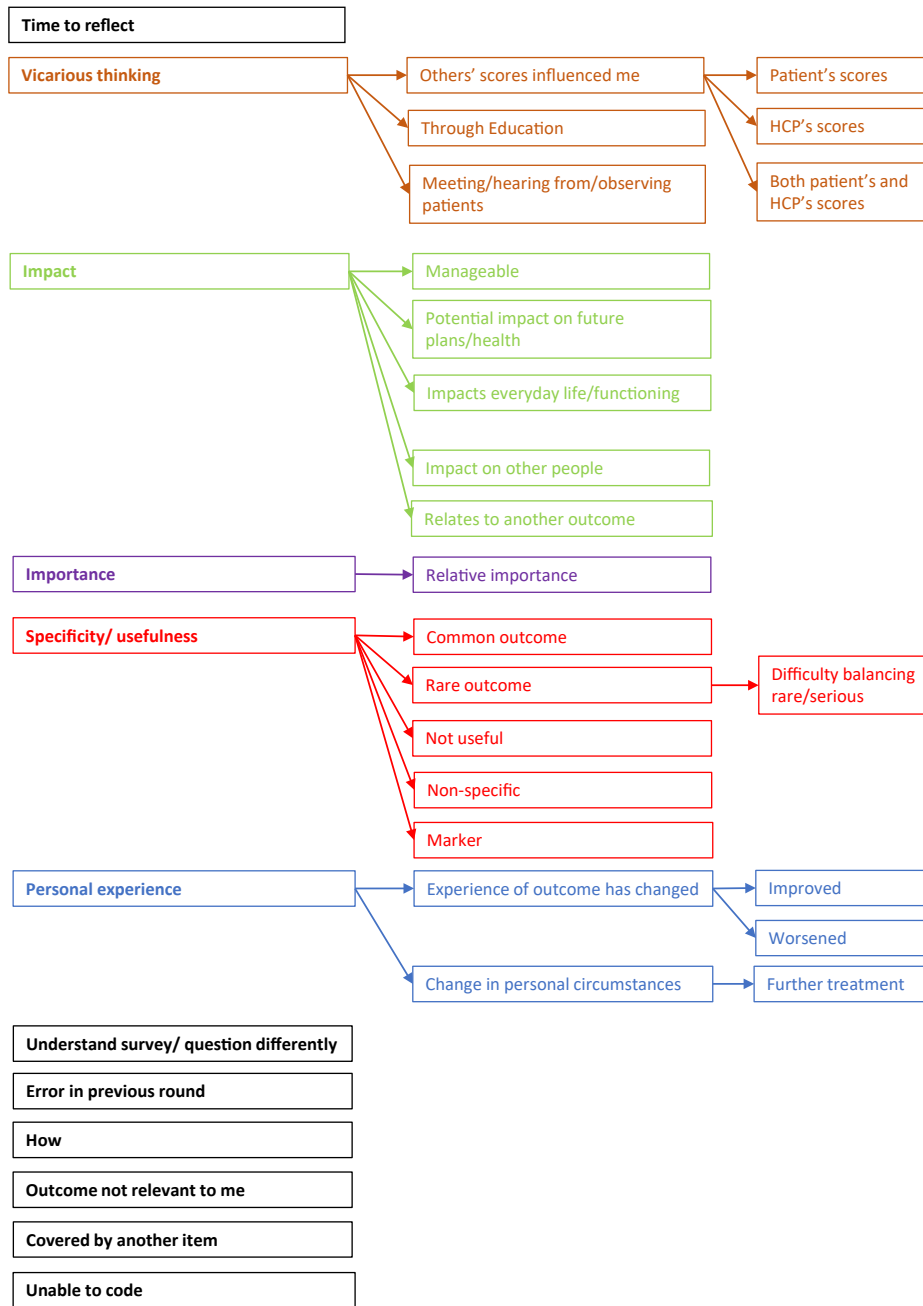 Time to reflect
Vicarious thinking
Others’ scores influenced me
Patient’s scores
Through Education
HCP’s scores
Meeting/hearing from/observing
patients
Both patient’s and
HCP’s scores
Impact
Manageable
Potential impact on future
plans/health
Impacts everyday life/functioning
Impact on other people
Relates to another outcome
Importance
Relative importance
Specificity/ usefulness
Common outcome
Rare outcome
Difficulty balancing
rare/serious
Not useful
Non-specific
Marker
Personal experience
Experience of outcome has changed
Improved
Worsened
Change in personal circumstances
Further treatment
Understand survey/ question differently
Error in previous round
How
Outcome not relevant to me
Covered by another item
Unable to code